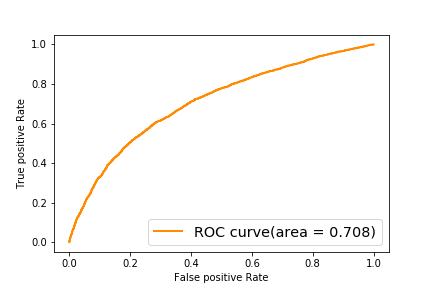 1.0
0.8
0.6
0.4
0.2
0.0
True positive Rate
ROC curve(area = 0.708)
0.0 0.2 0.4 0.6 0.8 1.0
False positive Rate